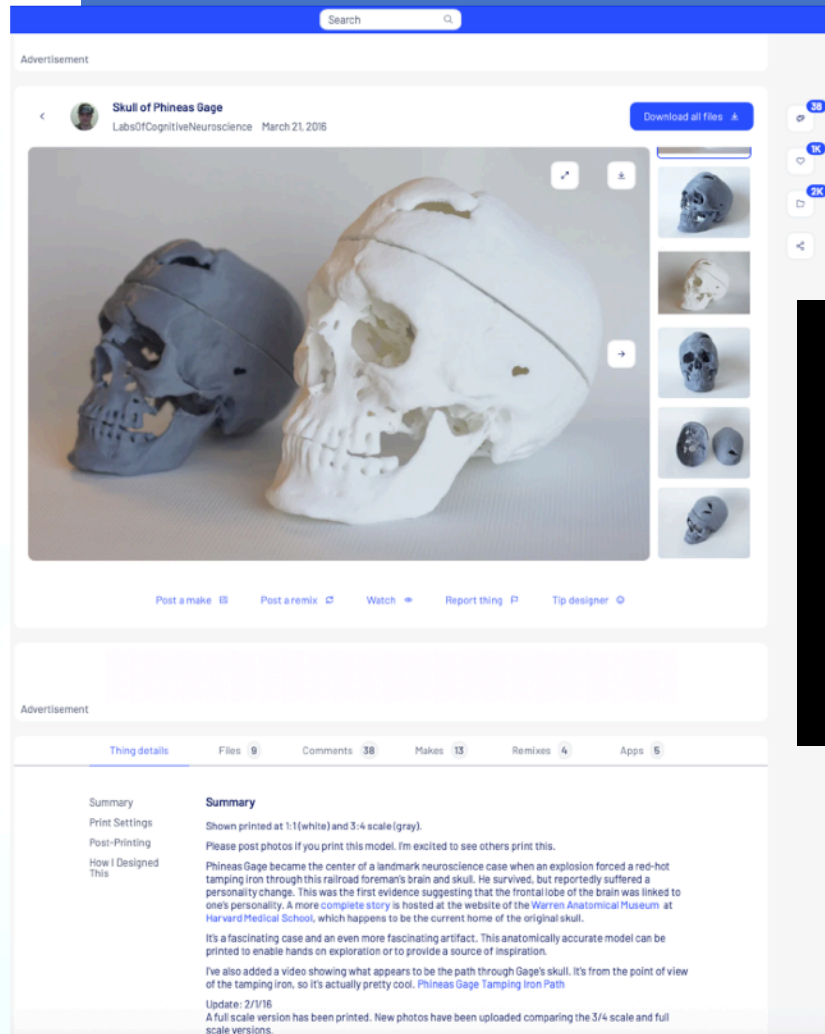 Search
Advertisement
Skull of Phineas Gage
LabsOfCognitiveNeuroscience March 21, 2016
Download all files
38
1K
2K
Post a make
Post a remix
Watch
Report thing
Tip designer
Advertisement
Thing details
Files 9
Comments 38
Makes 13
Remixes 4
Apps 5
Summary
Print Settings
Post-Printing
How I Designed
This
Summary
Shown printed at 1:1 (white) and 3:4 scale (gray).
Please post photos if you print this model. I'm excited to see others print this.
Phineas Gage became the center of a landmark neuroscience case when an explosion forced a red-hot
tamping iron through this railroad foreman's brain and skull. He survived, but reportedly suffered a
personality change. This was the first evidence suggesting that the frontal lobe of the brain was linked to
one's personality. A more complete story is hosted at the website of the Warren Anatomical Museum at
Harvard Medical School, which happens to be the current home of the original skull.
It's a fascinating case and an even more fascinating artifact. This anatomically accurate model can be
printed to enable hands on exploration or to provide a source of inspiration.
I've also added a video showing what appears to be the path through Gage's skull. It's from the point of view
of the tamping iron, so it's actually pretty cool. Phineas Gage Tamping Iron Path
Update: 2/1/16
A full scale version has been printed. New photos have been uploaded comparing the 3/4 scale and full
scale versions.